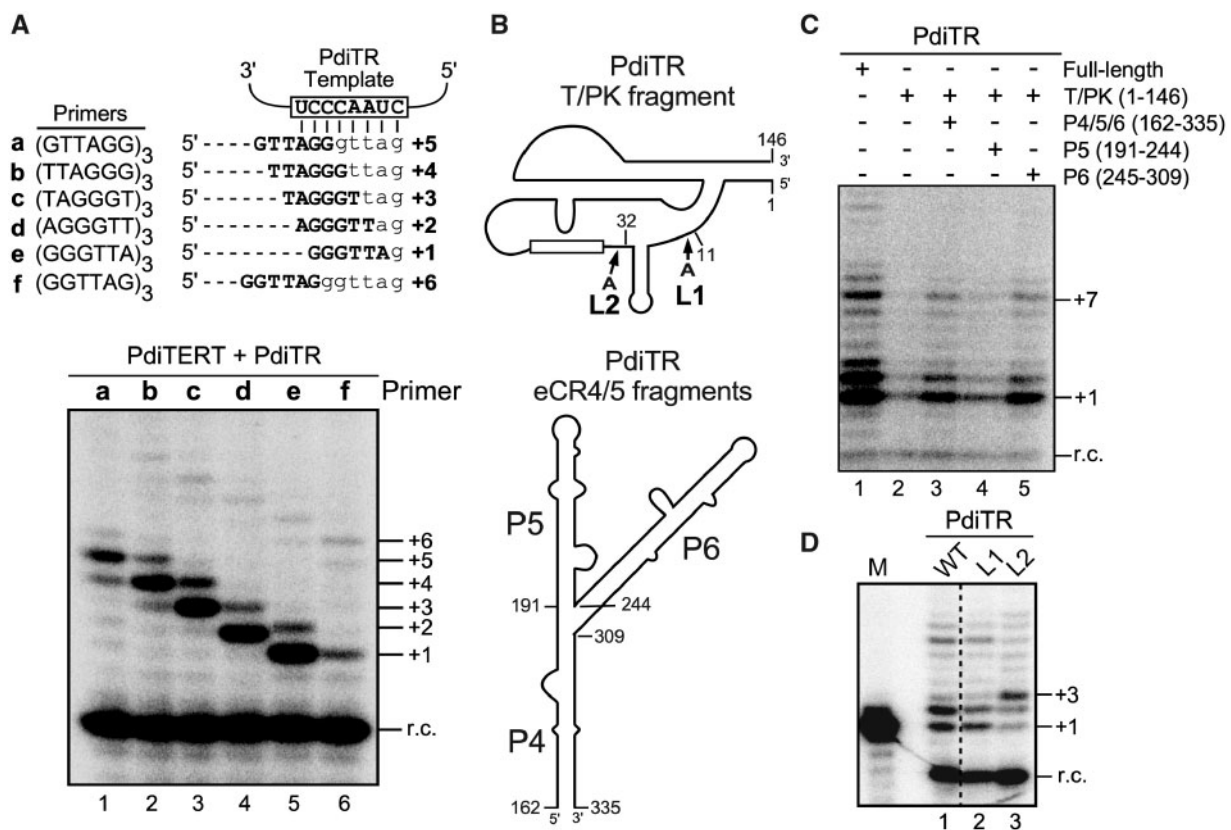 A
PdiTR
Template
3' 5'
UCCCAAUC
Primers
a (GTTAGG)3 5' -----GTTAGGgttag +5
b (TTAGGG)3 5' ------TTAGGGttag +4
c (TAGGGT)3 5' -------TAGGGTtag +3
d (AGGGTT)3 5' --------AGGGTTag +2
e (GGGTTA)3 5' ---------GGGTTAg +1
f (GGTTAG)3 5' ----GGTTAGggttag +6
PdiTERT + PdiTR
a b c d e f Primer
+6
+5
+4
+3
+2
+1
r.c.
1 2 3 4 5 6
B
PdiTR
T/PK fragment
146
3'
5'
1
32
11
A
L2
A
L1
PdiTR
eCR4/5 fragments
P5
P6
191
244
309
P4
162
335
5' 3'
C
PdiTR
+ - - - - Full-length
- + + + + T/PK (1-146)
- - + - - P4/5/6 (162-335)
- - - + - P5 (191-244)
- - - - + P6 (245-309)
+7
+1
r.c.
1 2 3 4 5
D
PdiTR
M WT L1 L2
+3
+1
r.c.
1 2 3